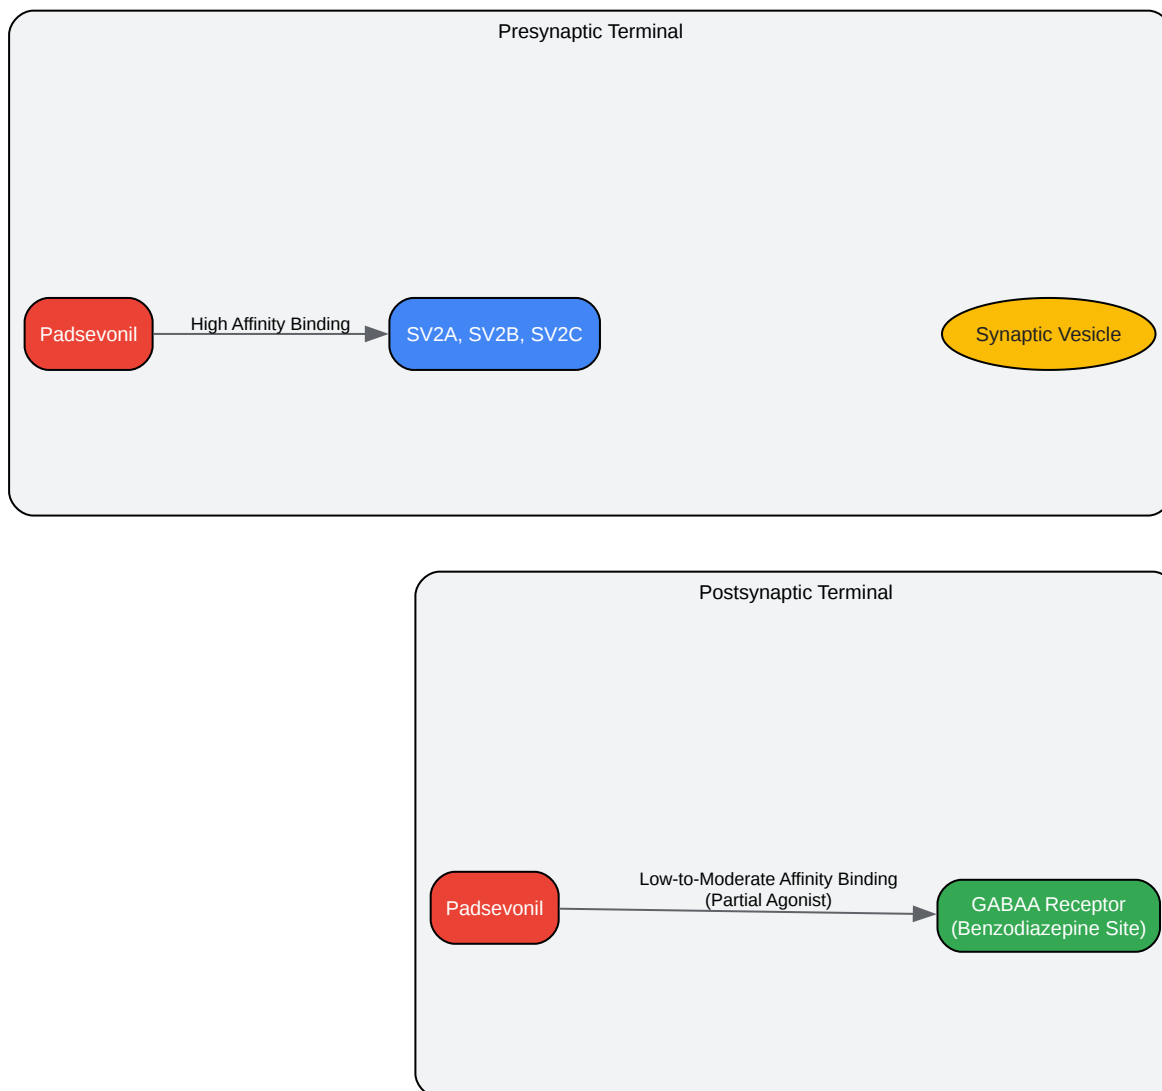 Presynaptic Terminal
Padsevonil
High Affinity Binding
SV2A, SV2B, SV2C
Synaptic Vesicle
Postsynaptic Terminal
Padsevonil
Low-to-Moderate Affinity Binding
(Partial Agonist)
GABAA Receptor
(Benzodiazepine Site)